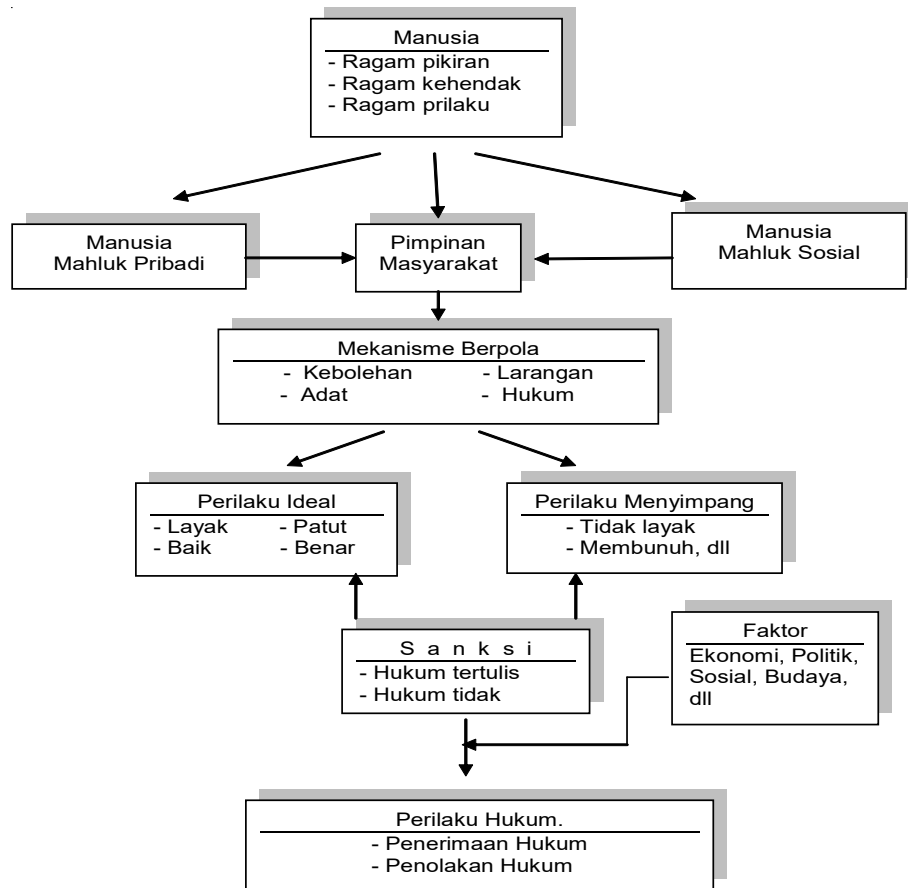 Manusia
- Ragam pikiran
- Ragam kehendak
- Ragam prilaku
Manusia
Mahluk Pribadi
Pimpinan
Masyarakat
Manusia
Mahluk Sosial
Mekanisme Berpola
- Kebolehan - Larangan
- Adat - Hukum
Perilaku Ideal
- Layak - Patut
- Baik - Benar
Perilaku Menyimpang
- Tidak layak
- Membunuh, dll
S a n k s i
- Hukum tertulis
- Hukum tidak
Faktor
Ekonomi, Politik,
Sosial, Budaya,
dll
Perilaku Hukum.
- Penerimaan Hukum
- Penolakan Hukum